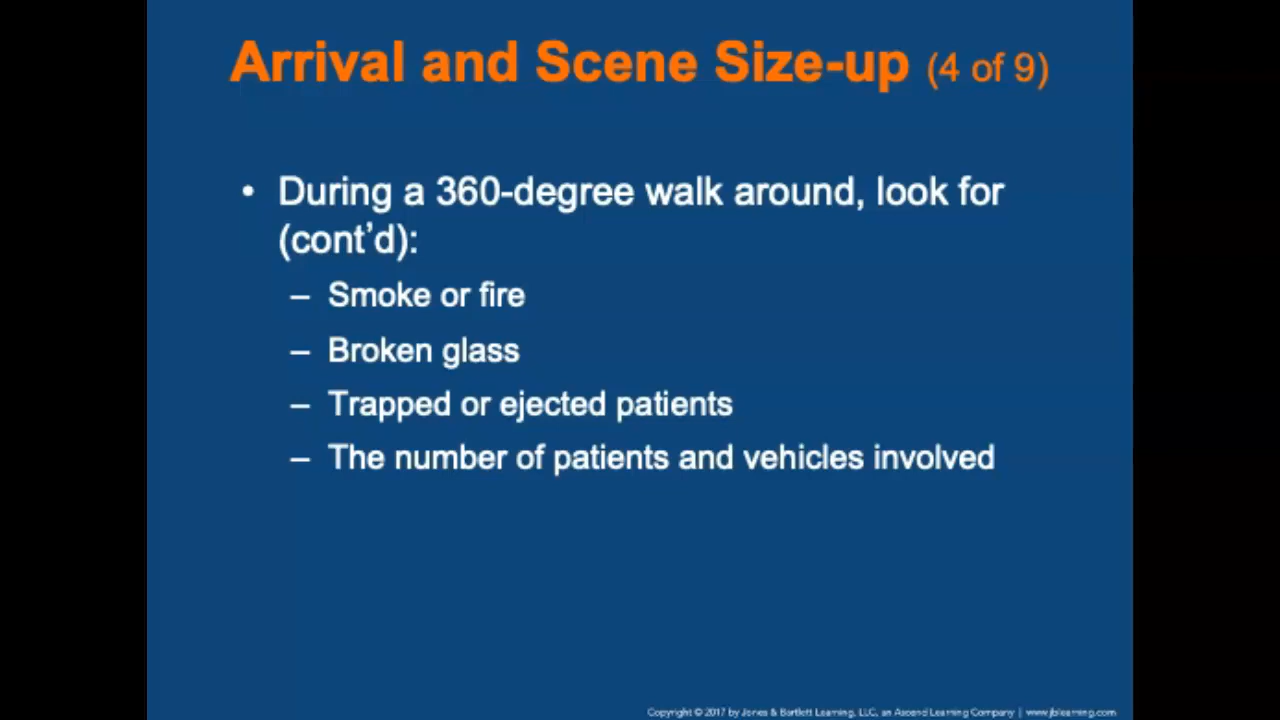 Arrival and Scene Size-up (4 of 9)
• During a 360-degree walk around, look for
(cont’d):
– Smoke or fire
– Broken glass
– Trapped or ejected patients
– The number of patients and vehicles involved
Copyright © 2017 by Jones & Bartlett Learning, LLC, an Ascend Learning Company | www.jblearning.com